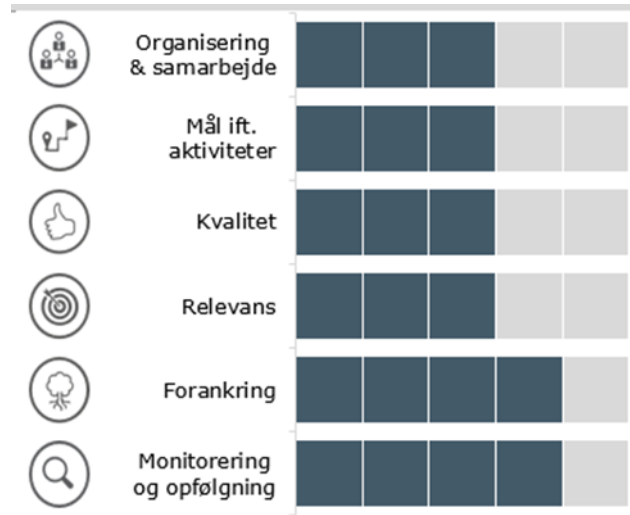 Organisering
& samarbejde
Mål ift.
aktiviteter
Kvalitet
Relevans
Forankring
Monitorering
og opfølgning